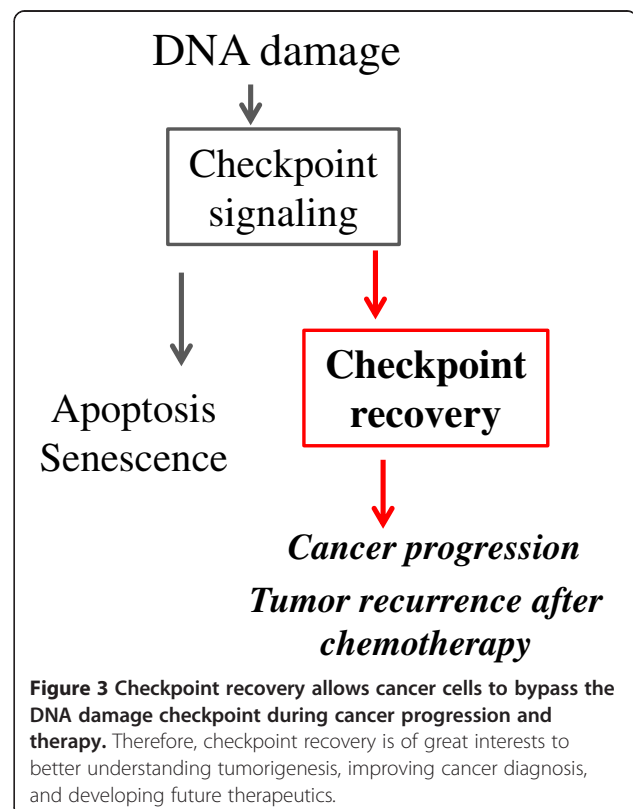 DNA damage
Checkpoint
signaling
Checkpoint
recovery
Apoptosis
Senescence
Cancer progression
Tumor recurrence after
chemotherapy
Figure 3 Checkpoint recovery allows cancer cells to bypass the
DNA damage checkpoint during cancer progression and
therapy. Therefore, checkpoint recovery is of great interests to
better understanding tumorigenesis, improving cancer diagnosis,
and developing future therapeutics.